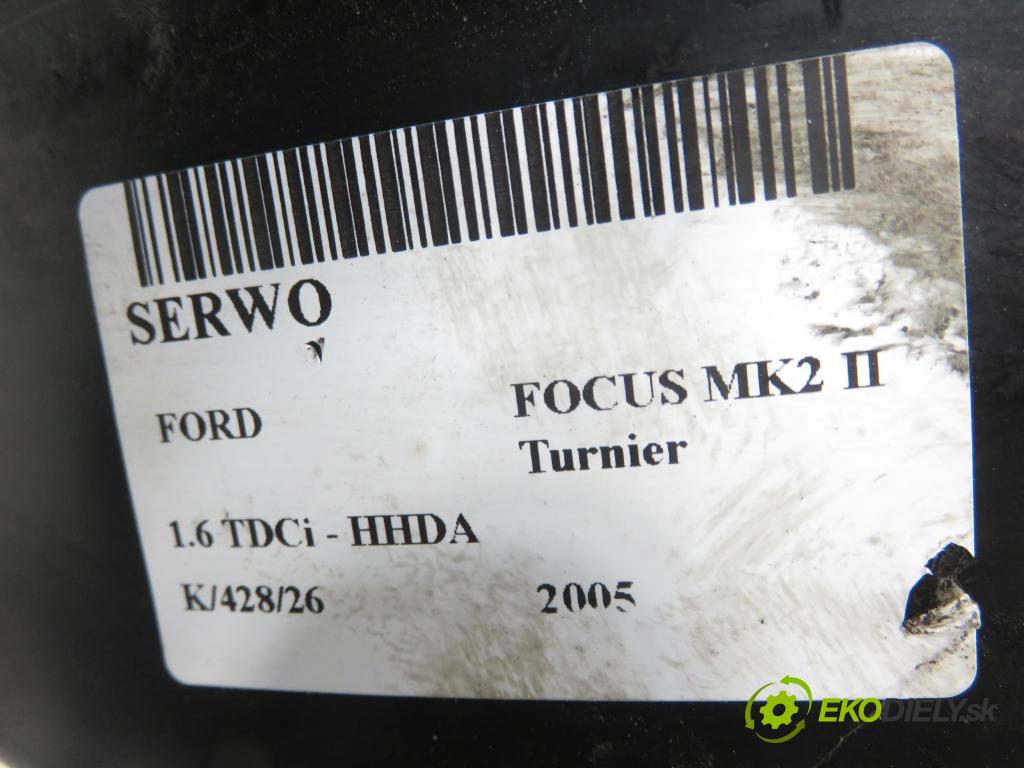 SERWO
FORD
FOCUS MK2 II
Turnier
1.6 TDCi - HHDA
K/428/26
2005
EKODIELY.sk